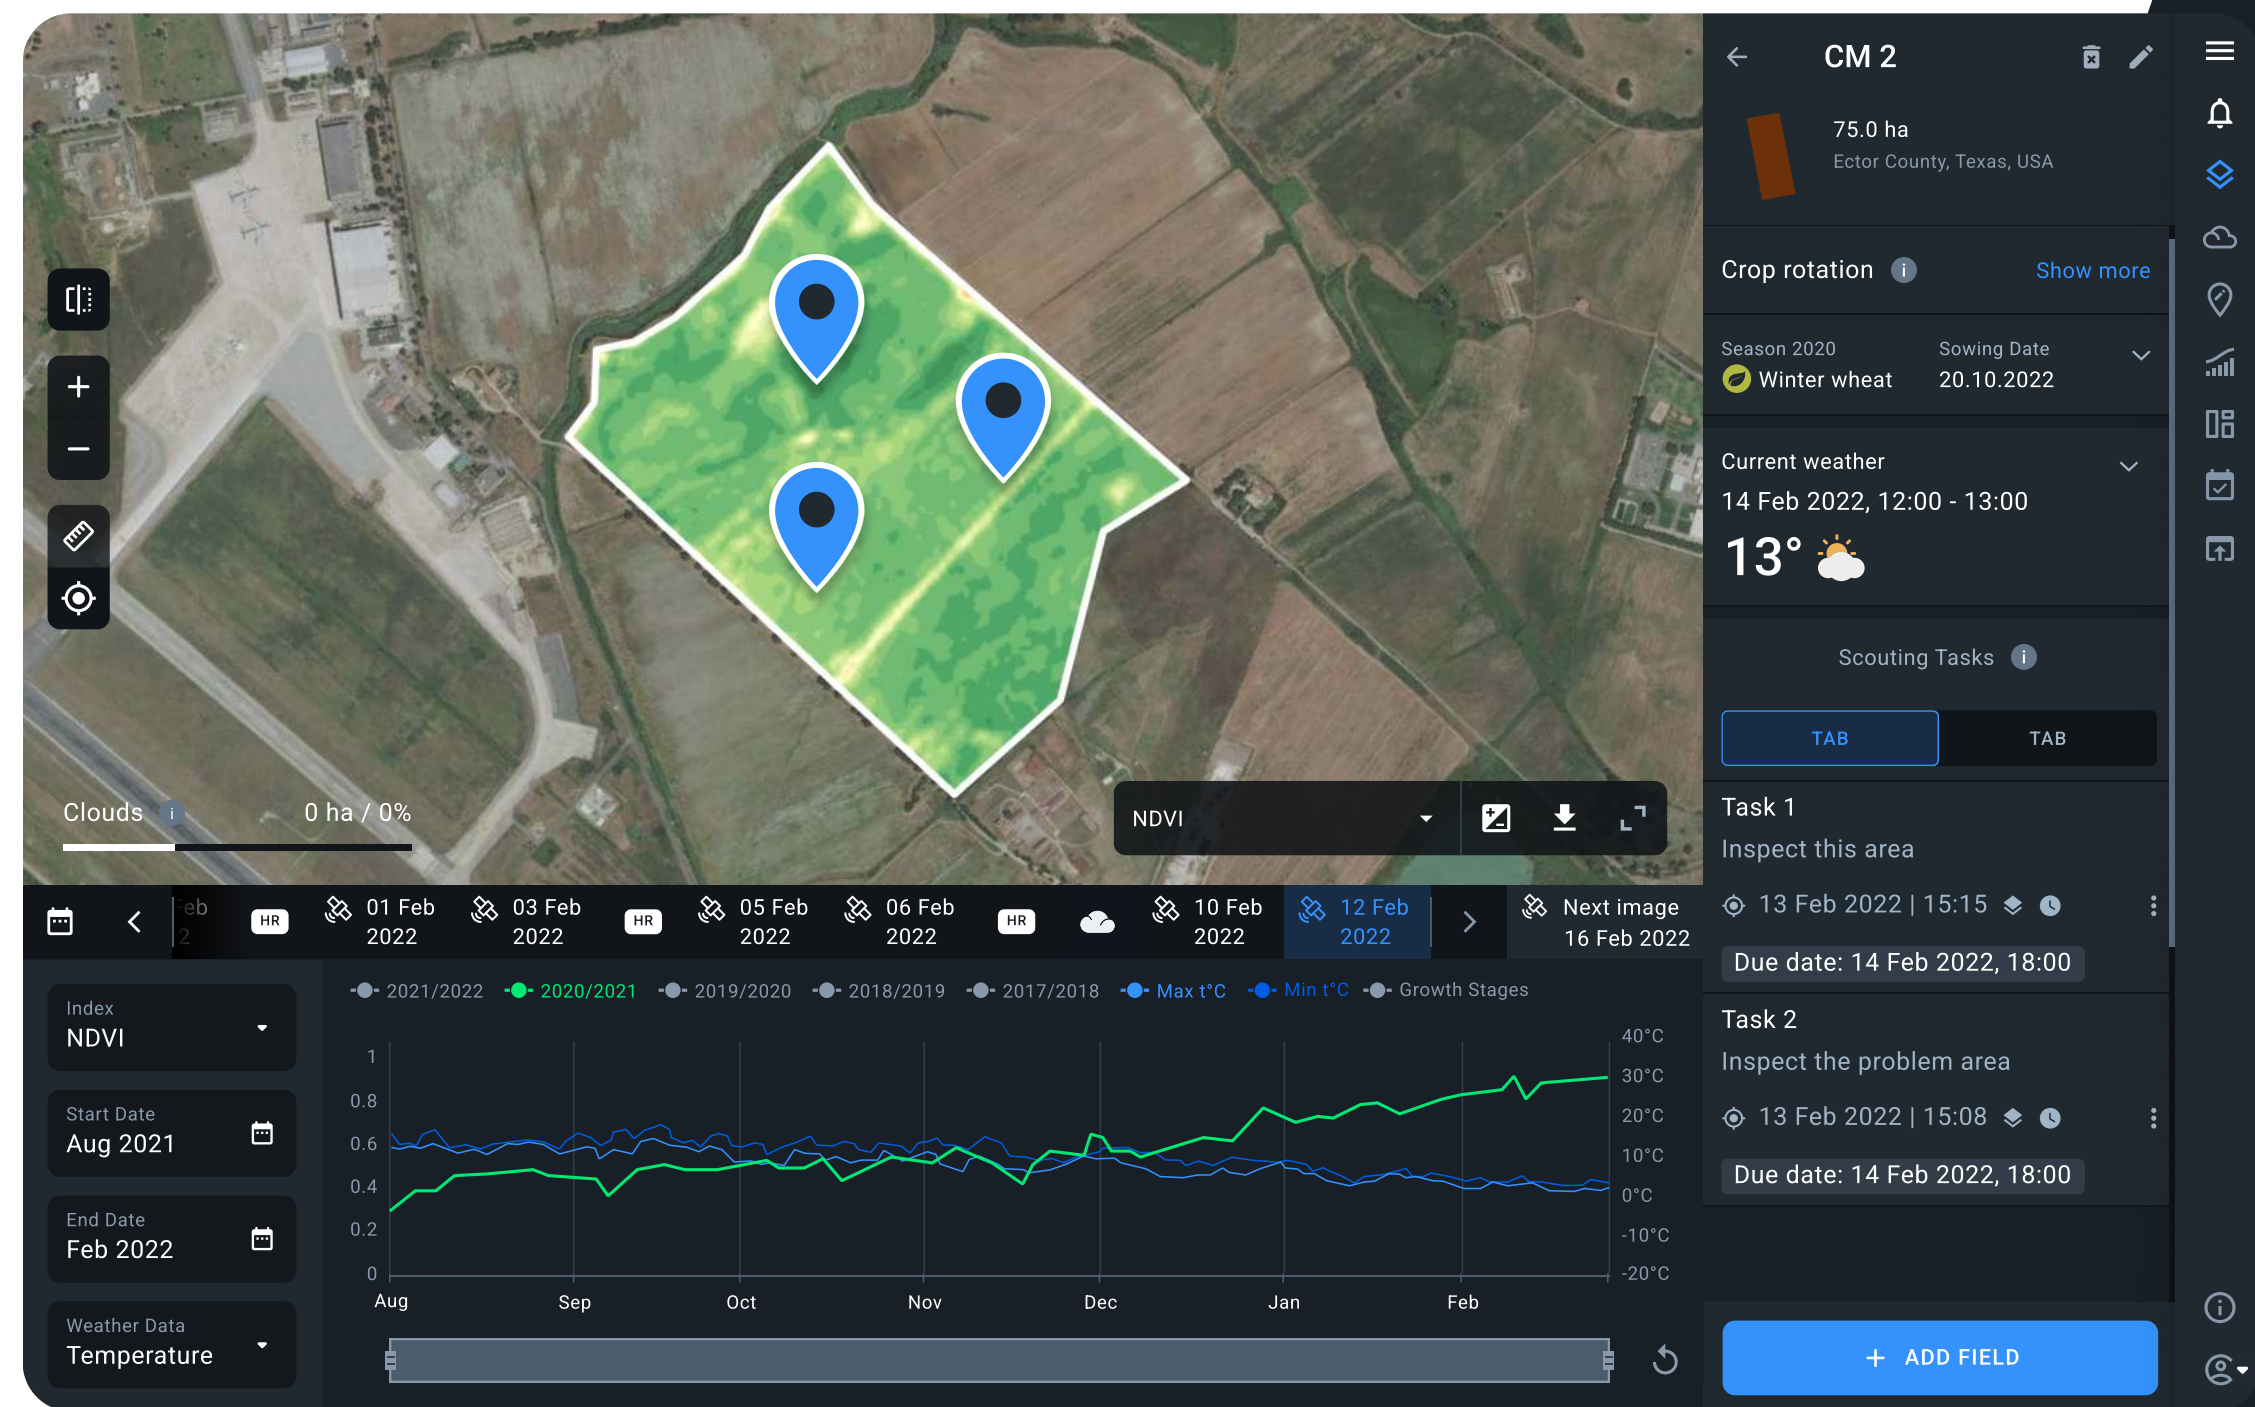 CM 2
75.0 ha
Ector County, Texas, USA
Crop rotation i Show more
Season 2020 Sowing Date
Winter wheat 20.10.2022
Current weather
14 Feb 2022, 12:00 - 13:00
13°
Scouting Tasks i
TAB TAB
Task 1
Inspect this area
13 Feb 2022 | 15:15
Due date: 14 Feb 2022, 18:00
Task 2
Inspect the problem area
13 Feb 2022 | 15:08
Due date: 14 Feb 2022, 18:00
+ ADD FIELD
Clouds i 0 ha / 0%
NDVI
HR
01 Feb
2022
03 Feb
2022
HR
05 Feb
2022
06 Feb
2022
HR
10 Feb
2022
12 Feb
2022
Next image
16 Feb 2022
Index
NDVI
Start Date
Aug 2021
End Date
Feb 2022
Weather Data
Temperature
2021/2022 2020/2021 2019/2020 2018/2019 2017/2018 Max t°C Min t°C Growth Stages
1
0.8
0.6
0.4
0.2
0
40°C
30°C
20°C
10°C
0°C
-10°C
-20°C
Aug Sep Oct Nov Dec Jan Feb